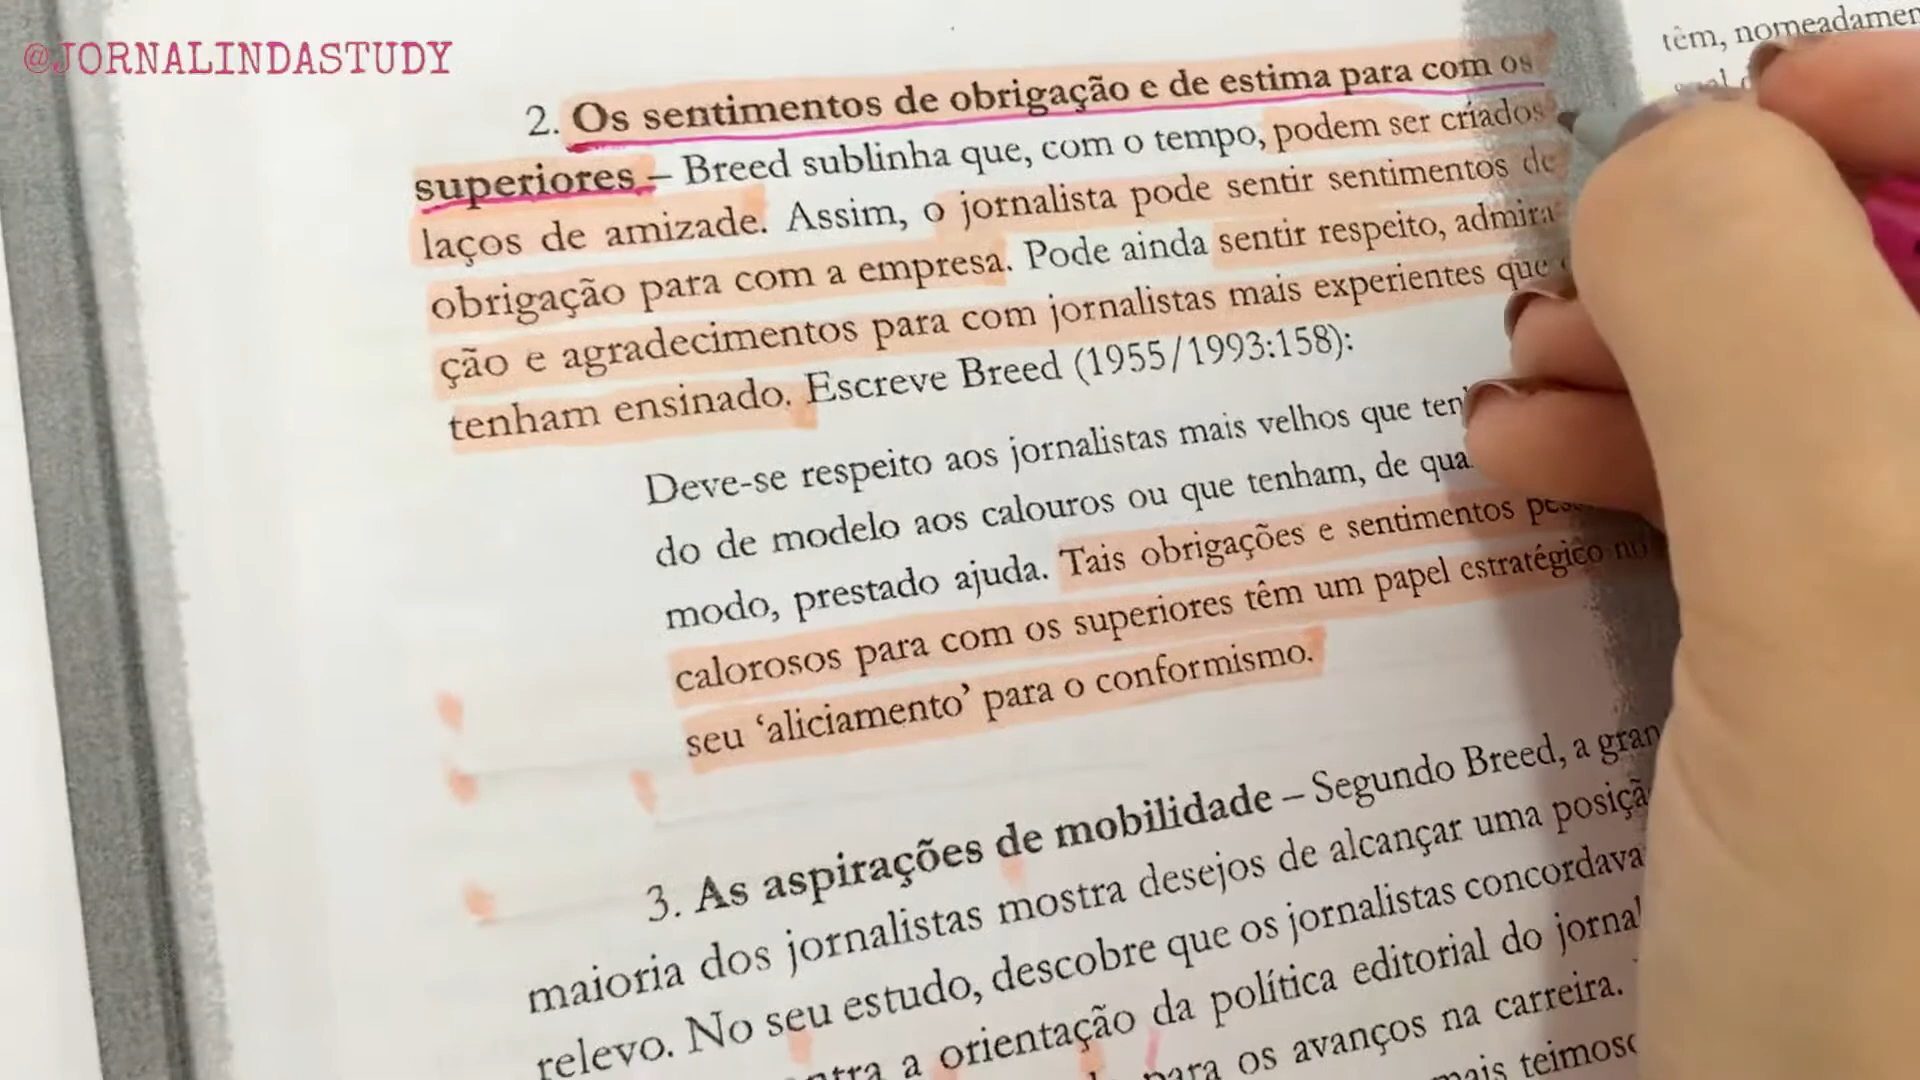 @JORNALINDASTUDY
têm, nomeadamen
2. Os sentimentos de obrigação e de estima para com os
superiores – Breed sublinha que, com o tempo, podem ser criados
laços de amizade. Assim, o jornalista pode sentir sentimentos de
obrigação para com a empresa. Pode ainda sentir respeito, admira-
ção e agradecimentos para com jornalistas mais experientes que
tenham ensinado. Escreve Breed (1955/1993:158):
Deve-se respeito aos jornalistas mais velhos que ten
do de modelo aos calouros ou que tenham, de qua
modo, prestado ajuda. Tais obrigações e sentimentos
calorosos para com os superiores têm um papel estratégico no
seu ‘aliciamento’ para o conformismo.
3. As aspirações de mobilidade – Segundo Breed, a gran
maioria dos jornalistas mostra desejos de alcançar uma posiçã
relevo. No seu estudo, descobre que os jornalistas concordava
ntra a orientação da política editorial do jornal
para os avanços na carreira.
mais teimoso